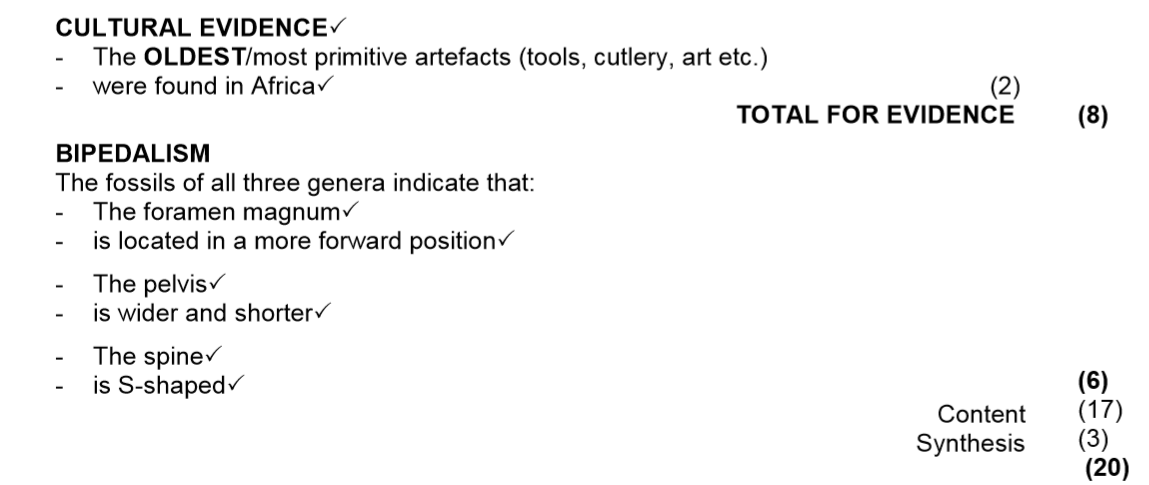 CULTURAL EVIDENCE✓
- The OLDEST/most primitive artefacts (tools, cutlery, art etc.)
- were found in Africa✓ (2)
TOTAL FOR EVIDENCE (8)
BIPEDALISM
The fossils of all three genera indicate that:
- The foramen magnum✓
- is located in a more forward position✓
- The pelvis✓
- is wider and shorter✓
- The spine✓
- is S-shaped✓ (6)
Content (17)
Synthesis (3)
(20)